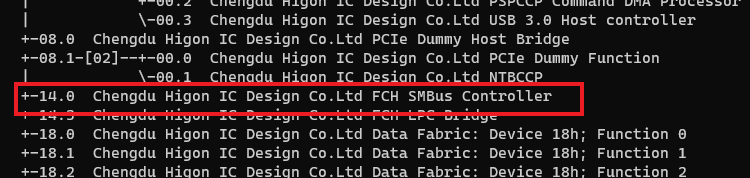 |               +-00.2  Chengdu Higon IC Design Co.Ltd PSPCCP Command DMA Processor
|               \-00.3  Chengdu Higon IC Design Co.Ltd USB 3.0 Host controller
+-08.0  Chengdu Higon IC Design Co.Ltd PCIe Dummy Host Bridge
+-08.1-[02]--+-00.0  Chengdu Higon IC Design Co.Ltd PCIe Dummy Function
|            \-00.1  Chengdu Higon IC Design Co.Ltd NTBCCP
+-14.0  Chengdu Higon IC Design Co.Ltd FCH SMBus Controller
+-14.3  Chengdu Higon IC Design Co.Ltd FCH LPC Bridge
+-18.0  Chengdu Higon IC Design Co.Ltd Data Fabric: Device 18h; Function 0
+-18.1  Chengdu Higon IC Design Co.Ltd Data Fabric: Device 18h; Function 1
+-18.2  Chengdu Higon IC Design Co.Ltd Data Fabric: Device 18h; Function 2